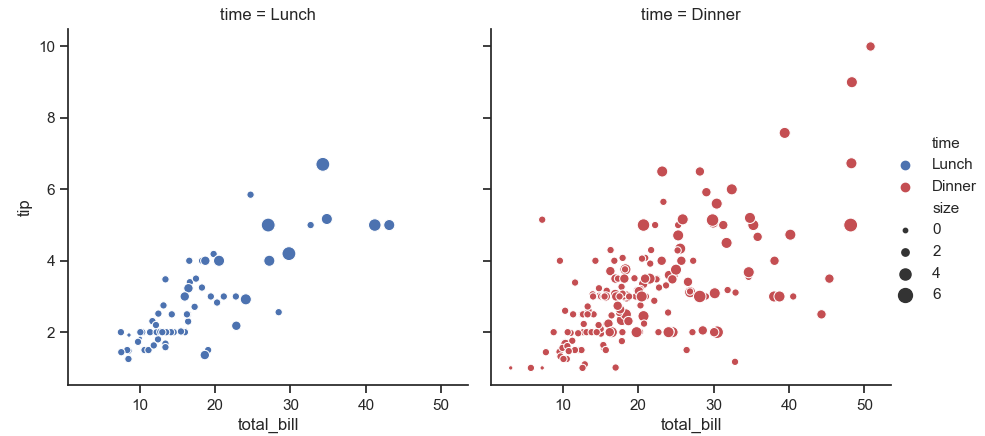 time = Lunch
time = Dinner
10
8
6
4
2
tip
10
20
30
40
50
total_bill
10
20
30
40
50
total_bill
time
Lunch
Dinner
size
0
2
4
6